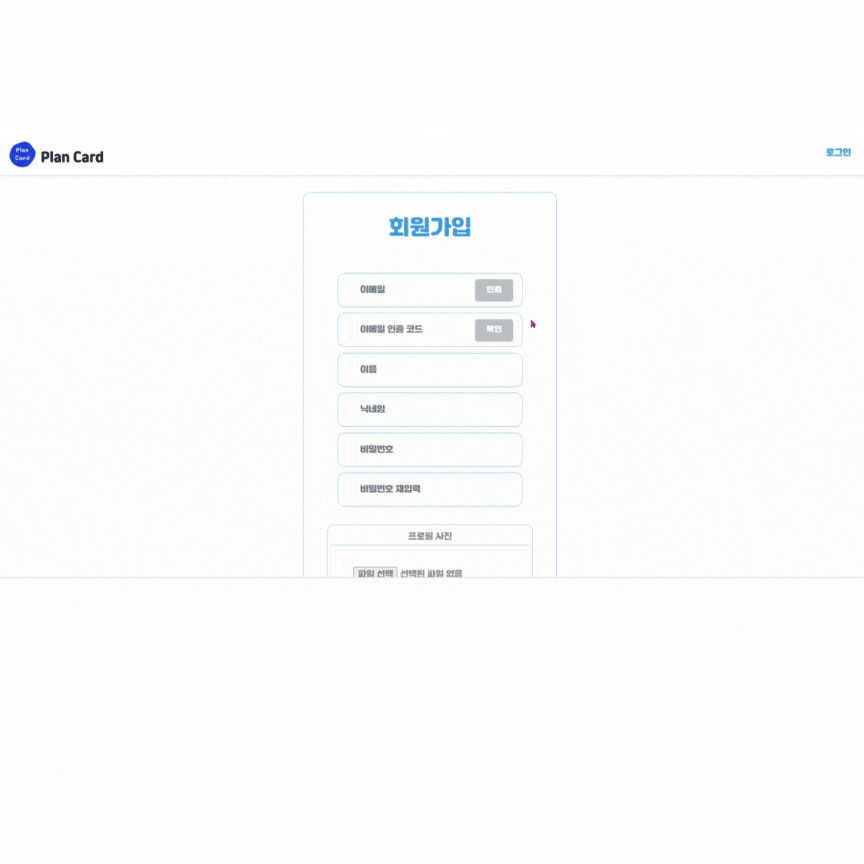 Plan
Card
Plan Card
로그인
회원가입
이메일
인증
이메일 인증 코드
확인
이름
닉네임
비밀번호
비밀번호 재입력
프로필 사진
파일 선택 선택된 파일 없음